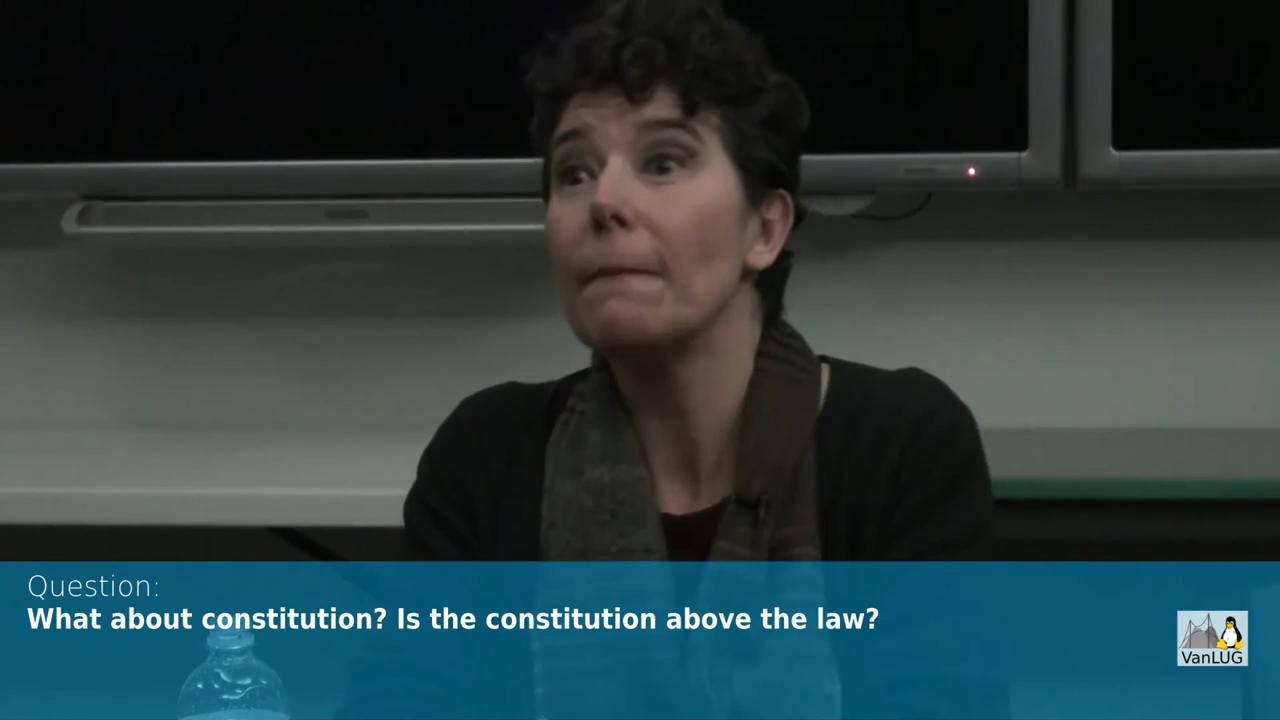 Question:
What about constitution? Is the constitution above the law?
VanLUG